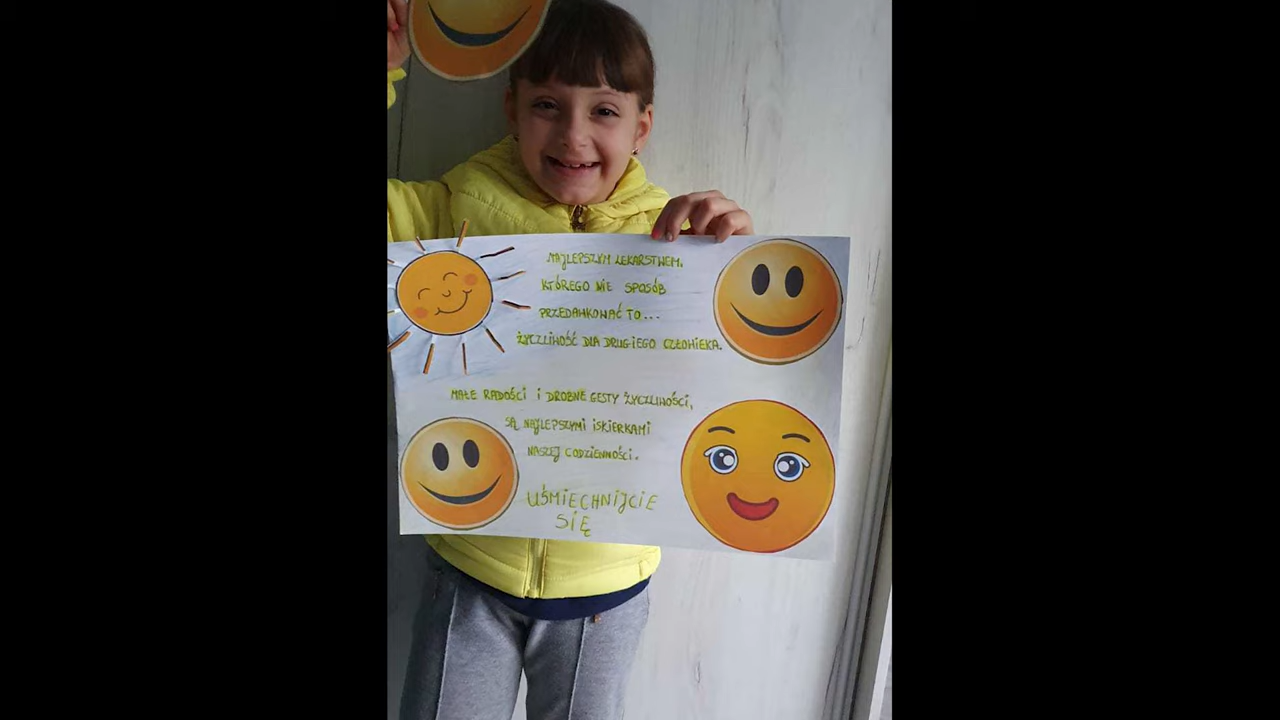 NAJLEPSZYM LEKARSTWEM,
KTÓREGO NIE SPOSÓB
PRZEDAWKOWAĆ TO...
ŻYCZLIWOŚĆ DLA DRUGIEGO CZŁOWIEKA.
MAŁE RADOŚCI I DROBNE GESTY ŻYCZLIWOŚCI,
SĄ NAJLEPSZYMI ISKIERKAMI
NASZEJ CODZIENNOŚCI.
UŚMIECHNIJCIE
SIĘ